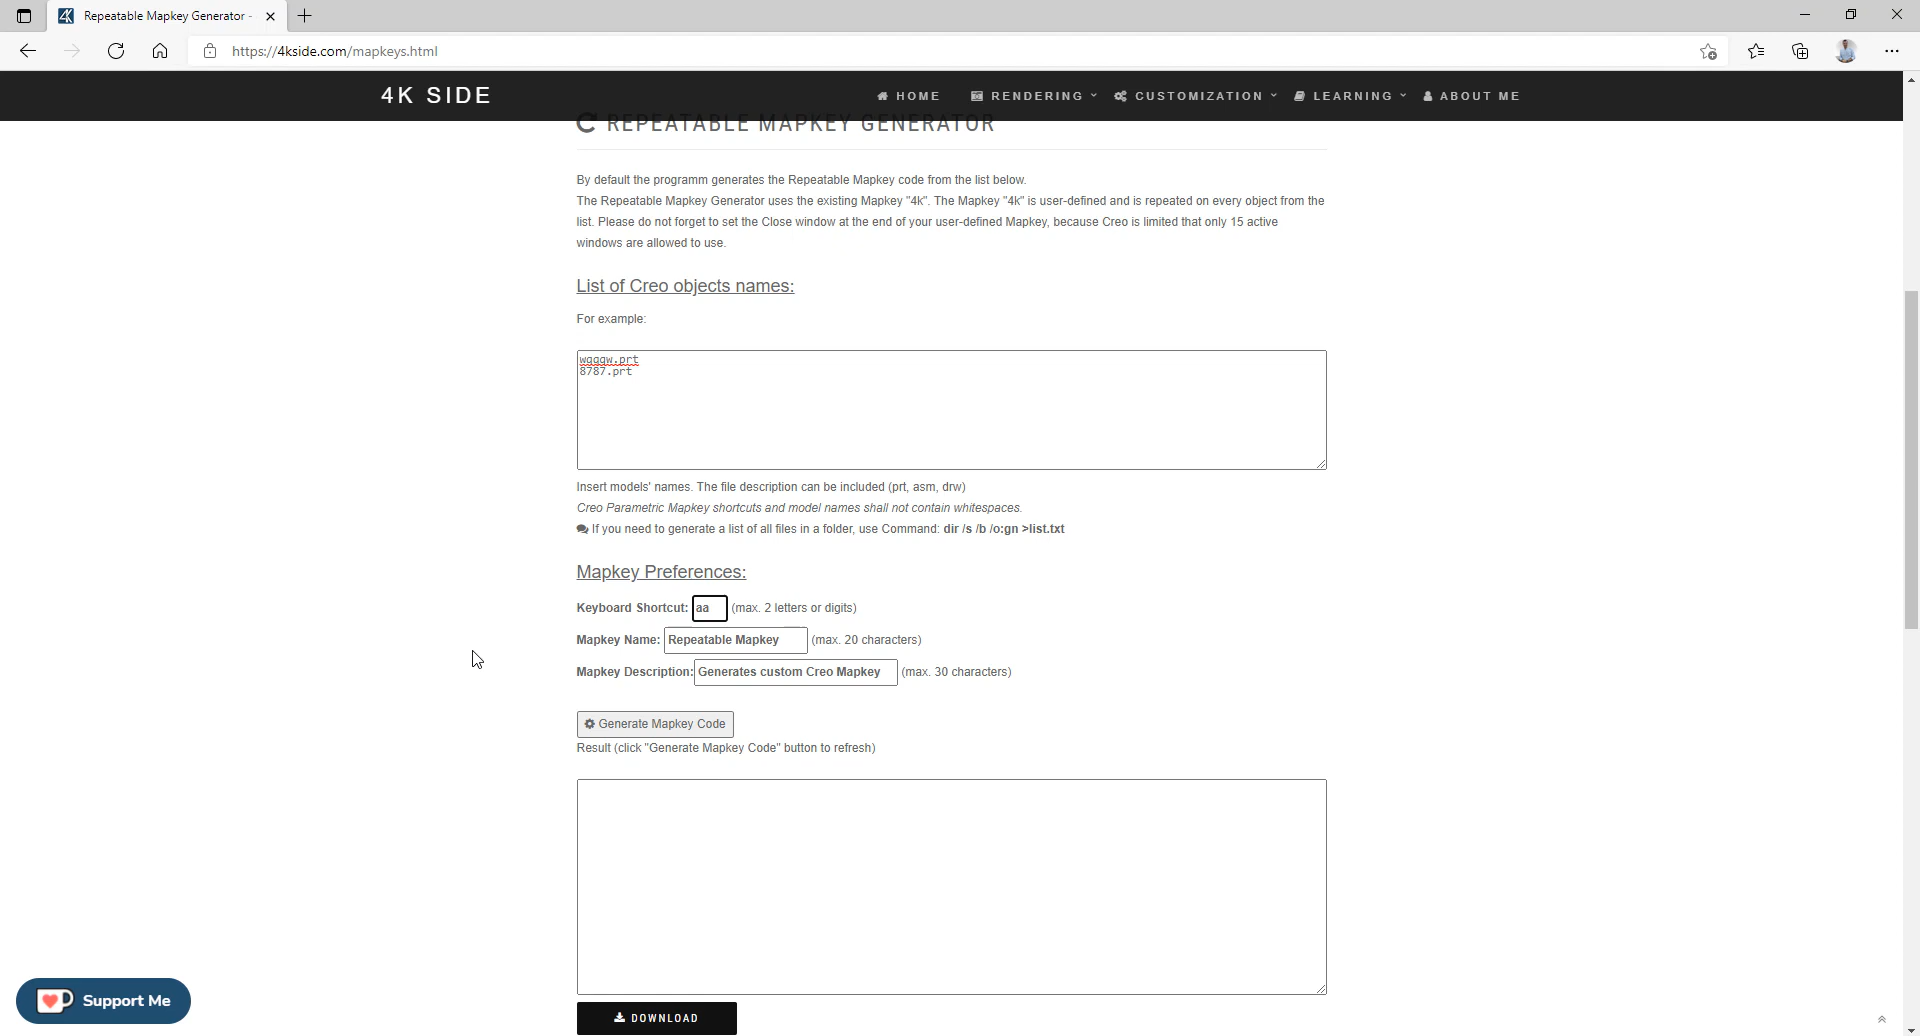 Repeatable Mapkey Generator -
https://4kside.com/mapkeys.html
4K SIDE
HOME
RENDERING
CUSTOMIZATION
LEARNING
ABOUT ME
REPEATABLE MAPKEY GENERATOR
By default the programm generates the Repeatable Mapkey code from the list below.
The Repeatable Mapkey Generator uses the existing Mapkey "4k". The Mapkey "4k" is user-defined and is repeated on every object from the
list. Please do not forget to set the Close window at the end of your user-defined Mapkey, because Creo is limited that only 15 active
windows are allowed to use.
List of Creo objects names:
For example:
wqqqw.prt
8787.prt
Insert models' names. The file description can be included (prt, asm, drw)
Creo Parametric Mapkey shortcuts and model names shall not contain whitespaces.
If you need to generate a list of all files in a folder, use Command: dir /s /b /o:gn >list.txt
Mapkey Preferences:
Keyboard Shortcut: aa (max. 2 letters or digits)
Mapkey Name: Repeatable Mapkey (max. 20 characters)
Mapkey Description: Generates custom Creo Mapkey (max. 30 characters)
Generate Mapkey Code
Result (click "Generate Mapkey Code" button to refresh)
DOWNLOAD
Support Me